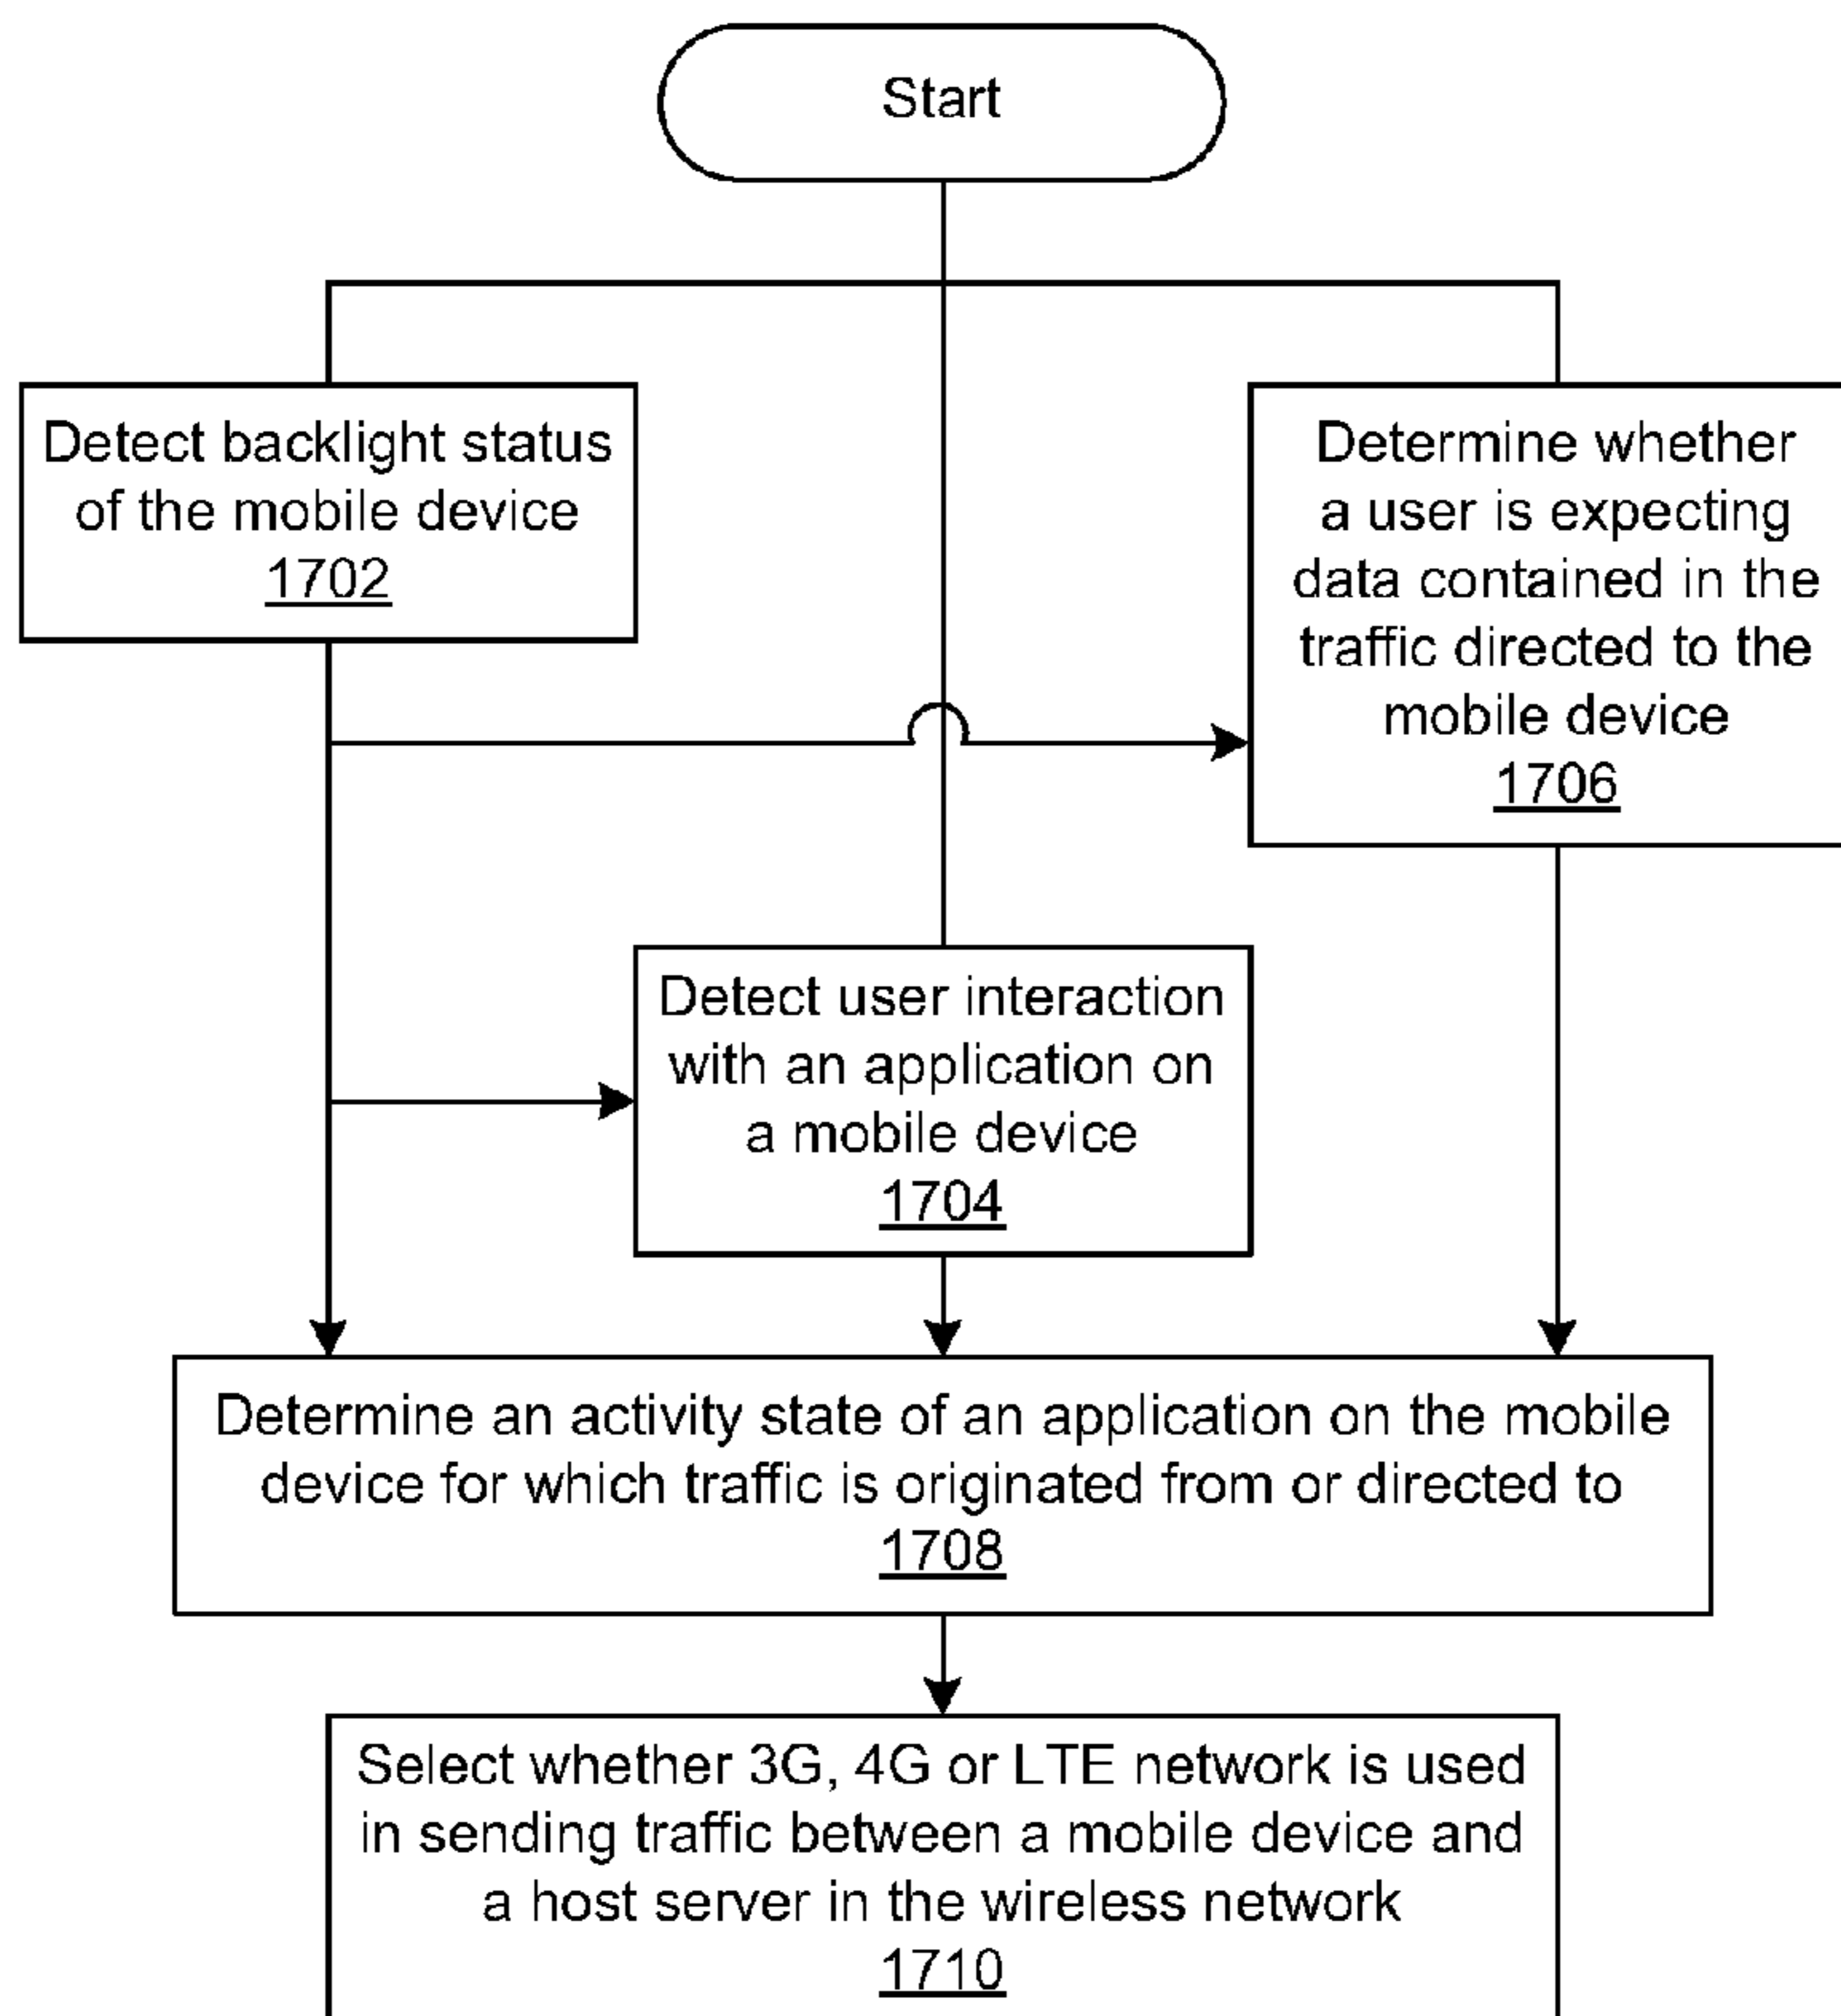 Start
Detect backlight status
of the mobile device
1702
Determine whether
a user is expecting
data contained in the
traffic directed to the
mobile device
1706
Detect user interaction
with an application on
a mobile device
1704
Determine an activity state of an application on the mobile
device for which traffic is originated from or directed to
1708
Select whether 3G, 4G or LTE network is used
in sending traffic between a mobile device and
a host server in the wireless network
1710